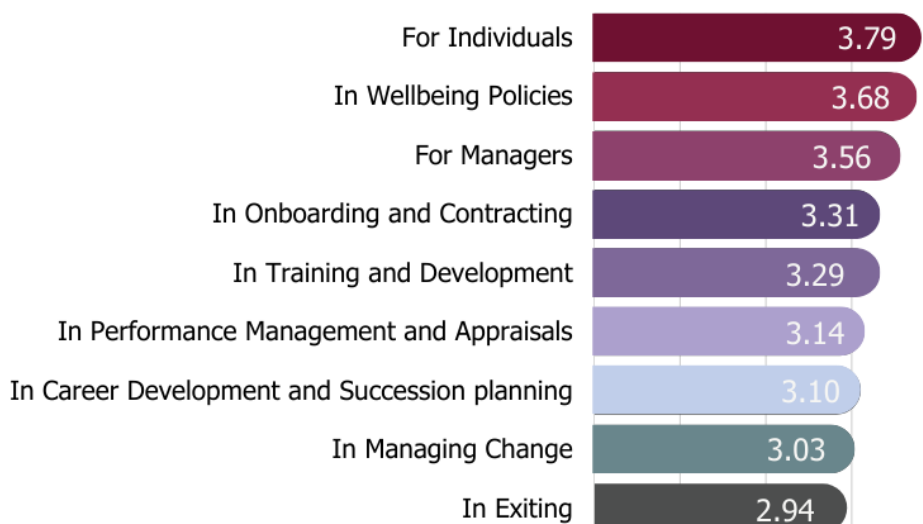 For Individuals 3.79
In Wellbeing Policies 3.68
For Managers 3.56
In Onboarding and Contracting 3.31
In Training and Development 3.29
In Performance Management and Appraisals 3.14
In Career Development and Succession planning 3.10
In Managing Change 3.03
In Exiting 2.94